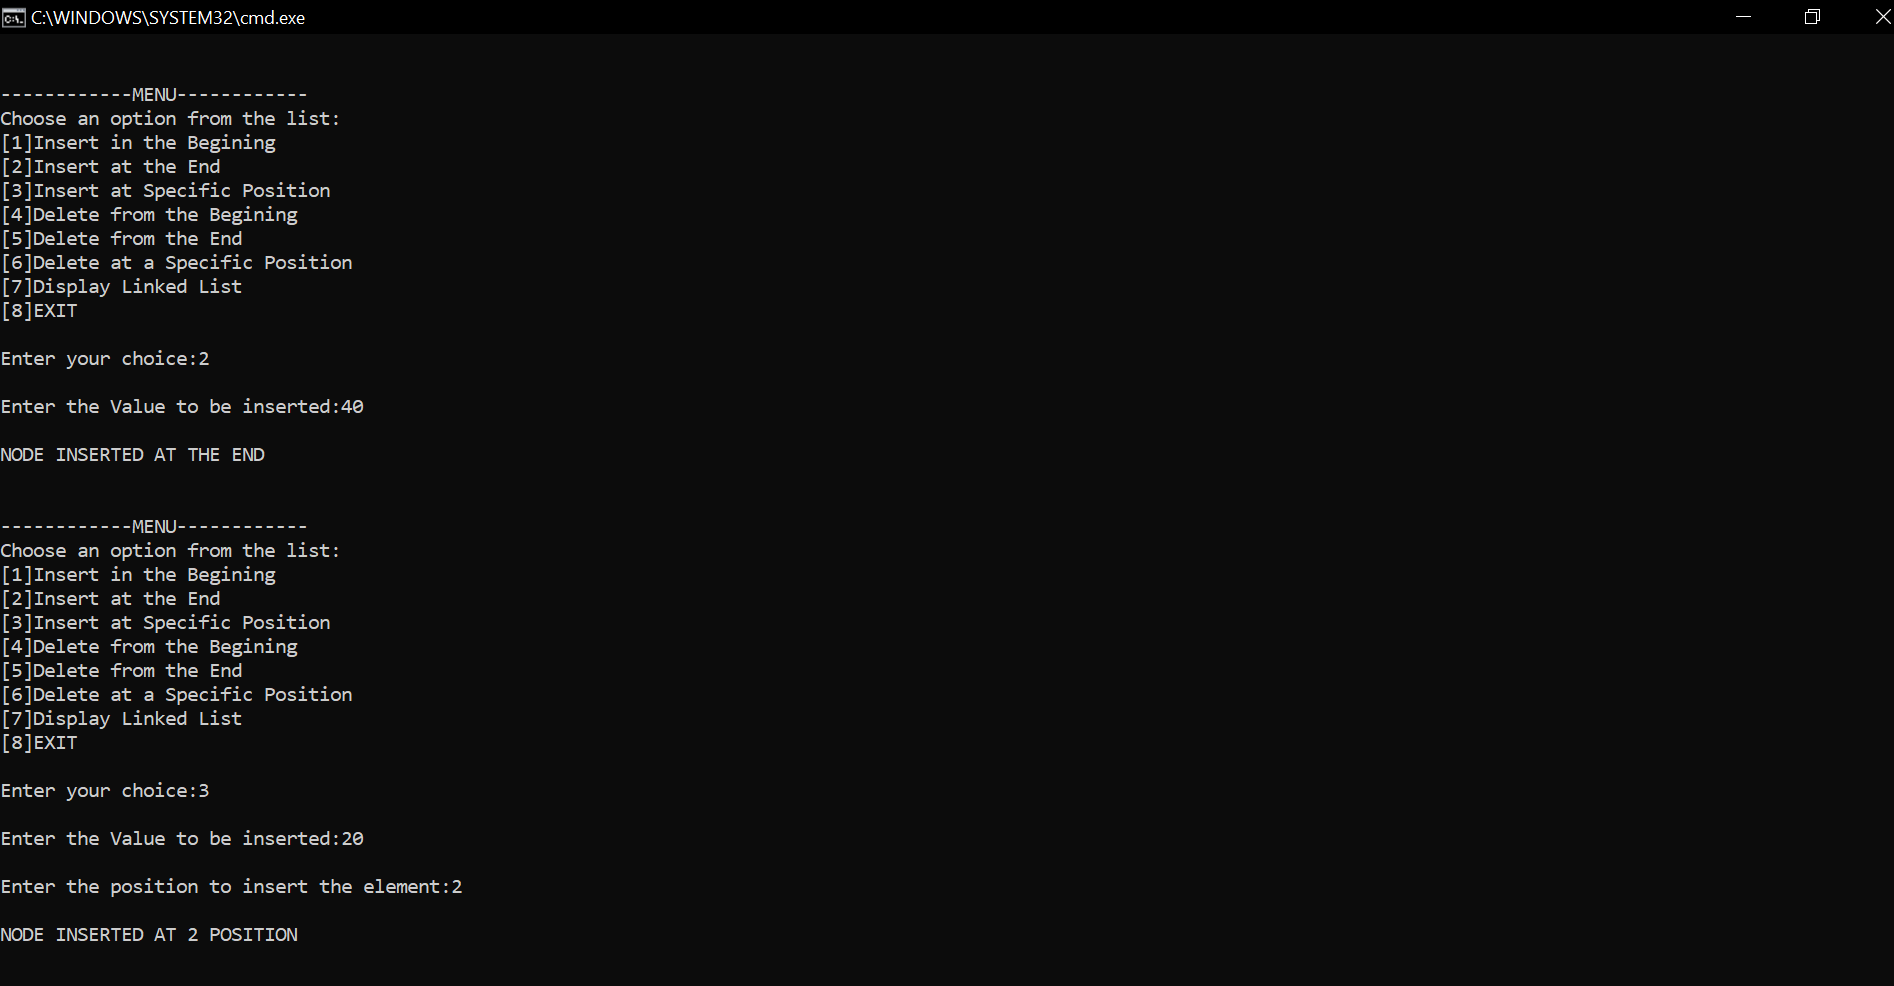 C:\WINDOWS\SYSTEM32\cmd.exe
------------MENU------------
Choose an option from the list:
[1]Insert in the Begining
[2]Insert at the End
[3]Insert at Specific Position
[4]Delete from the Begining
[5]Delete from the End
[6]Delete at a Specific Position
[7]Display Linked List
[8]EXIT
Enter your choice:2
Enter the Value to be inserted:40
NODE INSERTED AT THE END
------------MENU------------
Choose an option from the list:
[1]Insert in the Begining
[2]Insert at the End
[3]Insert at Specific Position
[4]Delete from the Begining
[5]Delete from the End
[6]Delete at a Specific Position
[7]Display Linked List
[8]EXIT
Enter your choice:3
Enter the Value to be inserted:20
Enter the position to insert the element:2
NODE INSERTED AT 2 POSITION